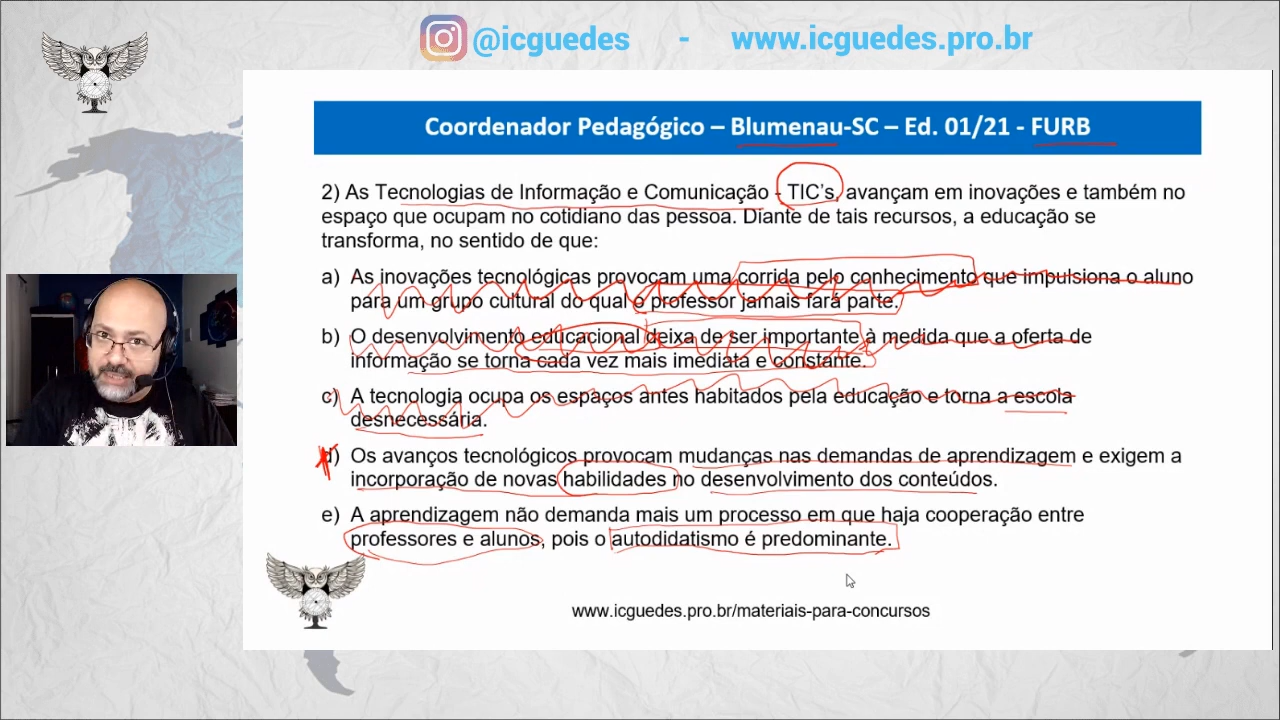 @icguedes - www.icguedes.pro.br
Coordenador Pedagógico – Blumenau-SC – Ed. 01/21 - FURB
2) As Tecnologias de Informação e Comunicação - TIC's, avançam em inovações e também no
espaço que ocupam no cotidiano das pessoa. Diante de tais recursos, a educação se
transforma, no sentido de que:
a) As inovações tecnológicas provocam uma corrida pelo conhecimento que impulsiona o aluno
para um grupo cultural do qual o professor jamais fará parte.
b) O desenvolvimento educacional deixa de ser importante à medida que a oferta de
informação se torna cada vez mais imediata e constante.
c) A tecnologia ocupa os espaços antes habitados pela educação e torna a escola
desnecessária.
d) Os avanços tecnológicos provocam mudanças nas demandas de aprendizagem e exigem a
incorporação de novas habilidades no desenvolvimento dos conteúdos.
e) A aprendizagem não demanda mais um processo em que haja cooperação entre
professores e alunos, pois o autodidatismo é predominante.
www.icguedes.pro.br/materiais-para-concursos